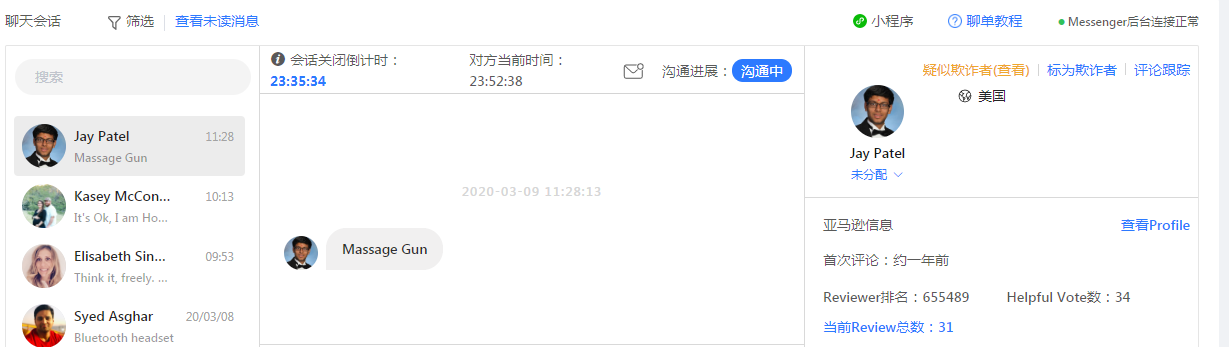 聊天会话 筛选 查看未读消息 小程序 聊单教程 Messenger后台连接正常
搜索
Jay Patel 11:28
Massage Gun
Kasey McCon... 10:13
It's Ok, I am Ho...
Elisabeth Sin... 09:53
Think it, freely. ...
Syed Asghar 20/03/08
Bluetooth headset
会话关闭倒计时： 对方当前时间： 沟通进展： 沟通中
23:35:34 23:52:38
2020-03-09 11:28:13
Massage Gun
疑似欺诈者(查看) 标为欺诈者 评论跟踪
美国
Jay Patel
未分配
亚马逊信息 查看Profile
首次评论：约一年前
Reviewer排名：655489 Helpful Vote数：34
当前Review总数：31